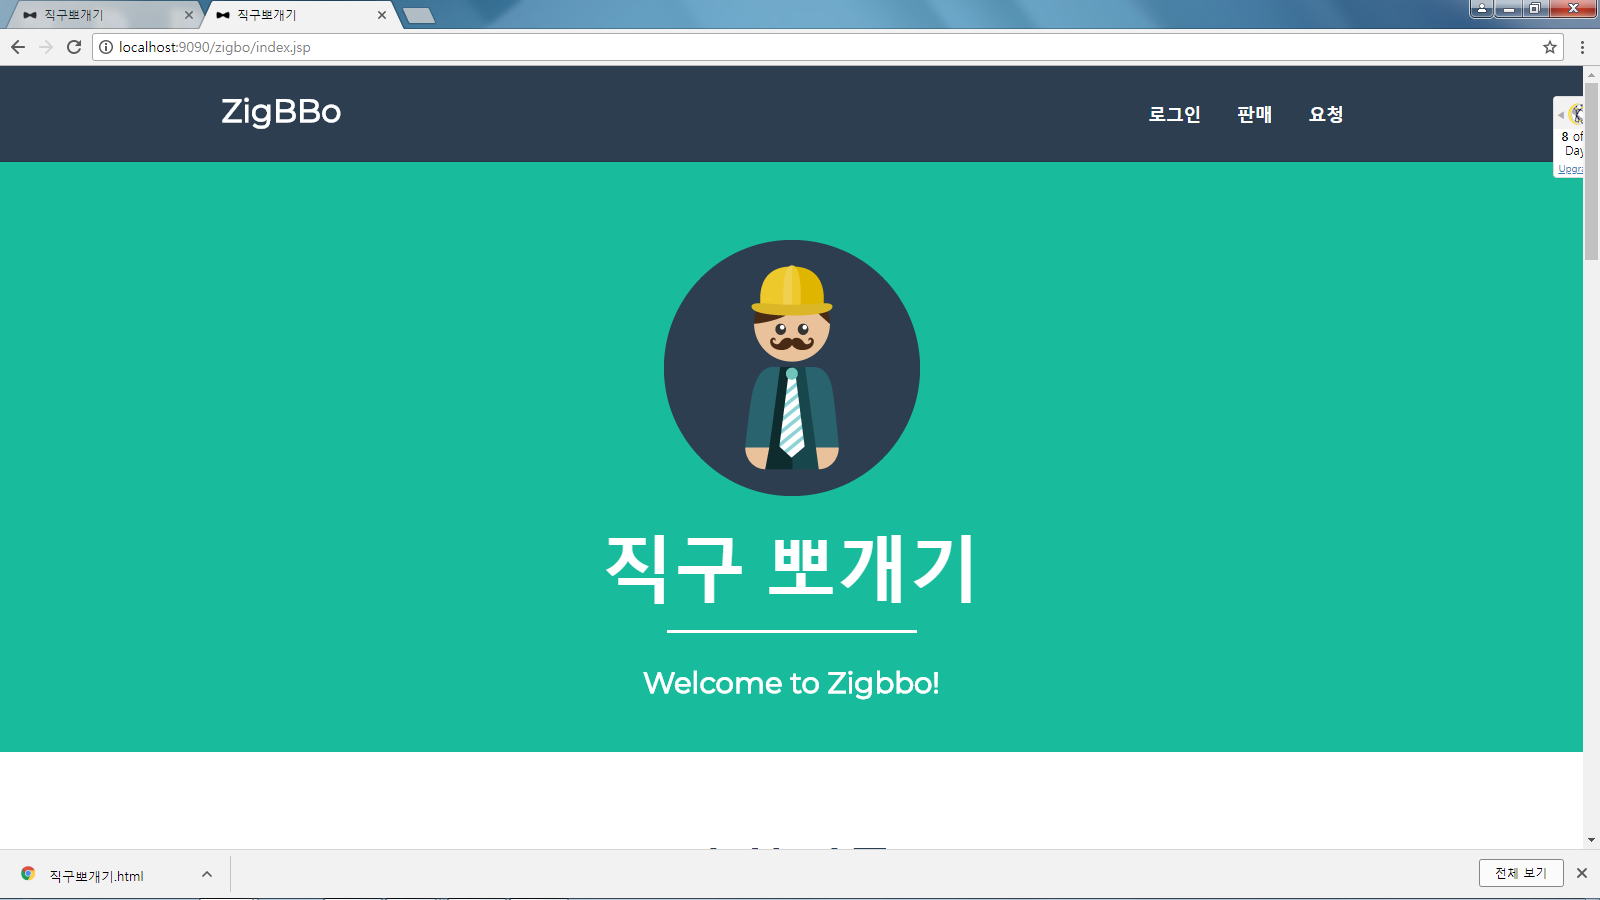 직구뽀개기
직구뽀개기
localhost:9090/zigbo/index.jsp
ZigBBo
로그인 판매 요청
8 of
Day
직구 뽀개기
Welcome to Zigbbo!
직구뽀개기.html
전체 보기